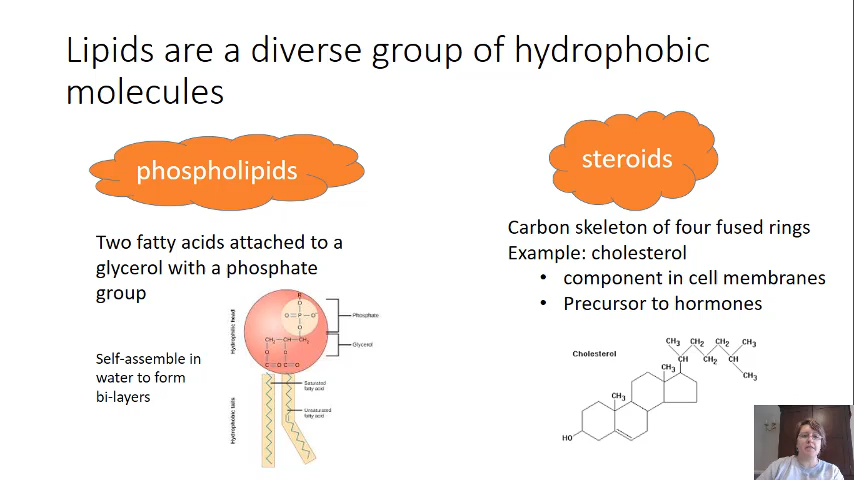 Lipids are a diverse group of hydrophobic
molecules
phospholipids
Two fatty acids attached to a
glycerol with a phosphate
group
Self-assemble in
water to form
bi-layers
Hydrophilic head
Hydrophobic tails
R
O
O=P—O⁻
O
CH₂—CH—CH₂
O O
C=O C=O
Phosphate
Glycerol
Saturated
fatty acid
Unsaturated
fatty acid
steroids
Carbon skeleton of four fused rings
Example: cholesterol
• component in cell membranes
• Precursor to hormones
Cholesterol
CH₃ CH₂ CH₂ CH₃
CH CH₂ CH
CH₃ CH₃
CH₃
HO